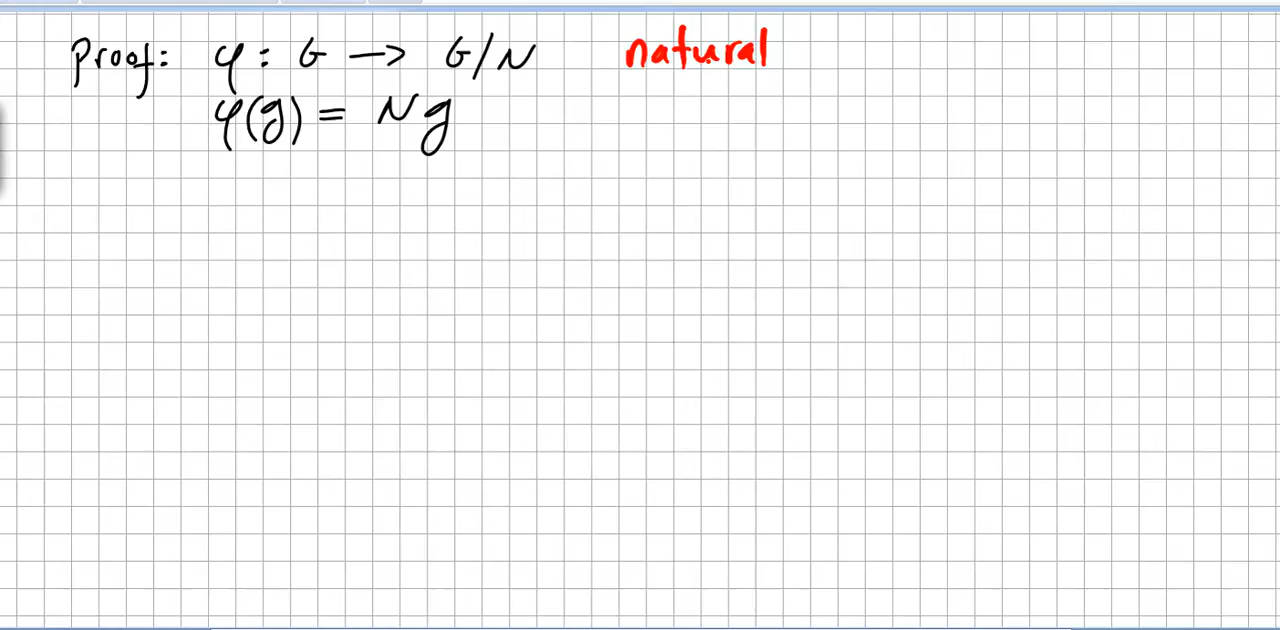 Proof: φ : G → G/N natural
φ(g) = Ng